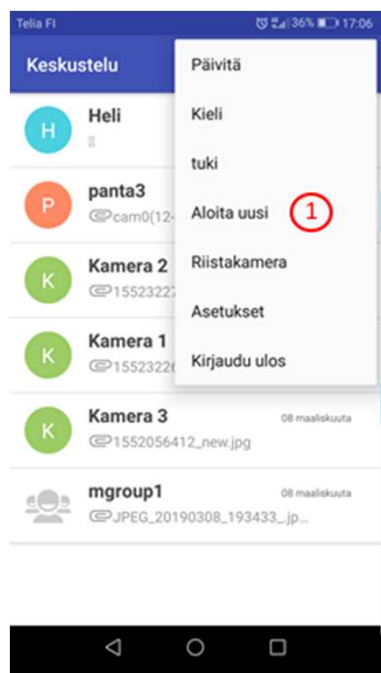 Telia FI 36% 17:06
Keskustelu
Päivitä
Kieli
tuki
Aloita uusi 1
Riistakamera
Asetukset
Kirjaudu ulos
H Heli
P panta3
cam0(12-
K Kamera 2
15523227
K Kamera 1
15523226
K Kamera 3 08 maaliskuuta
1552056412_new.jpg
mgroup1 08 maaliskuuta
JPEG_20190308_193433_.jp...